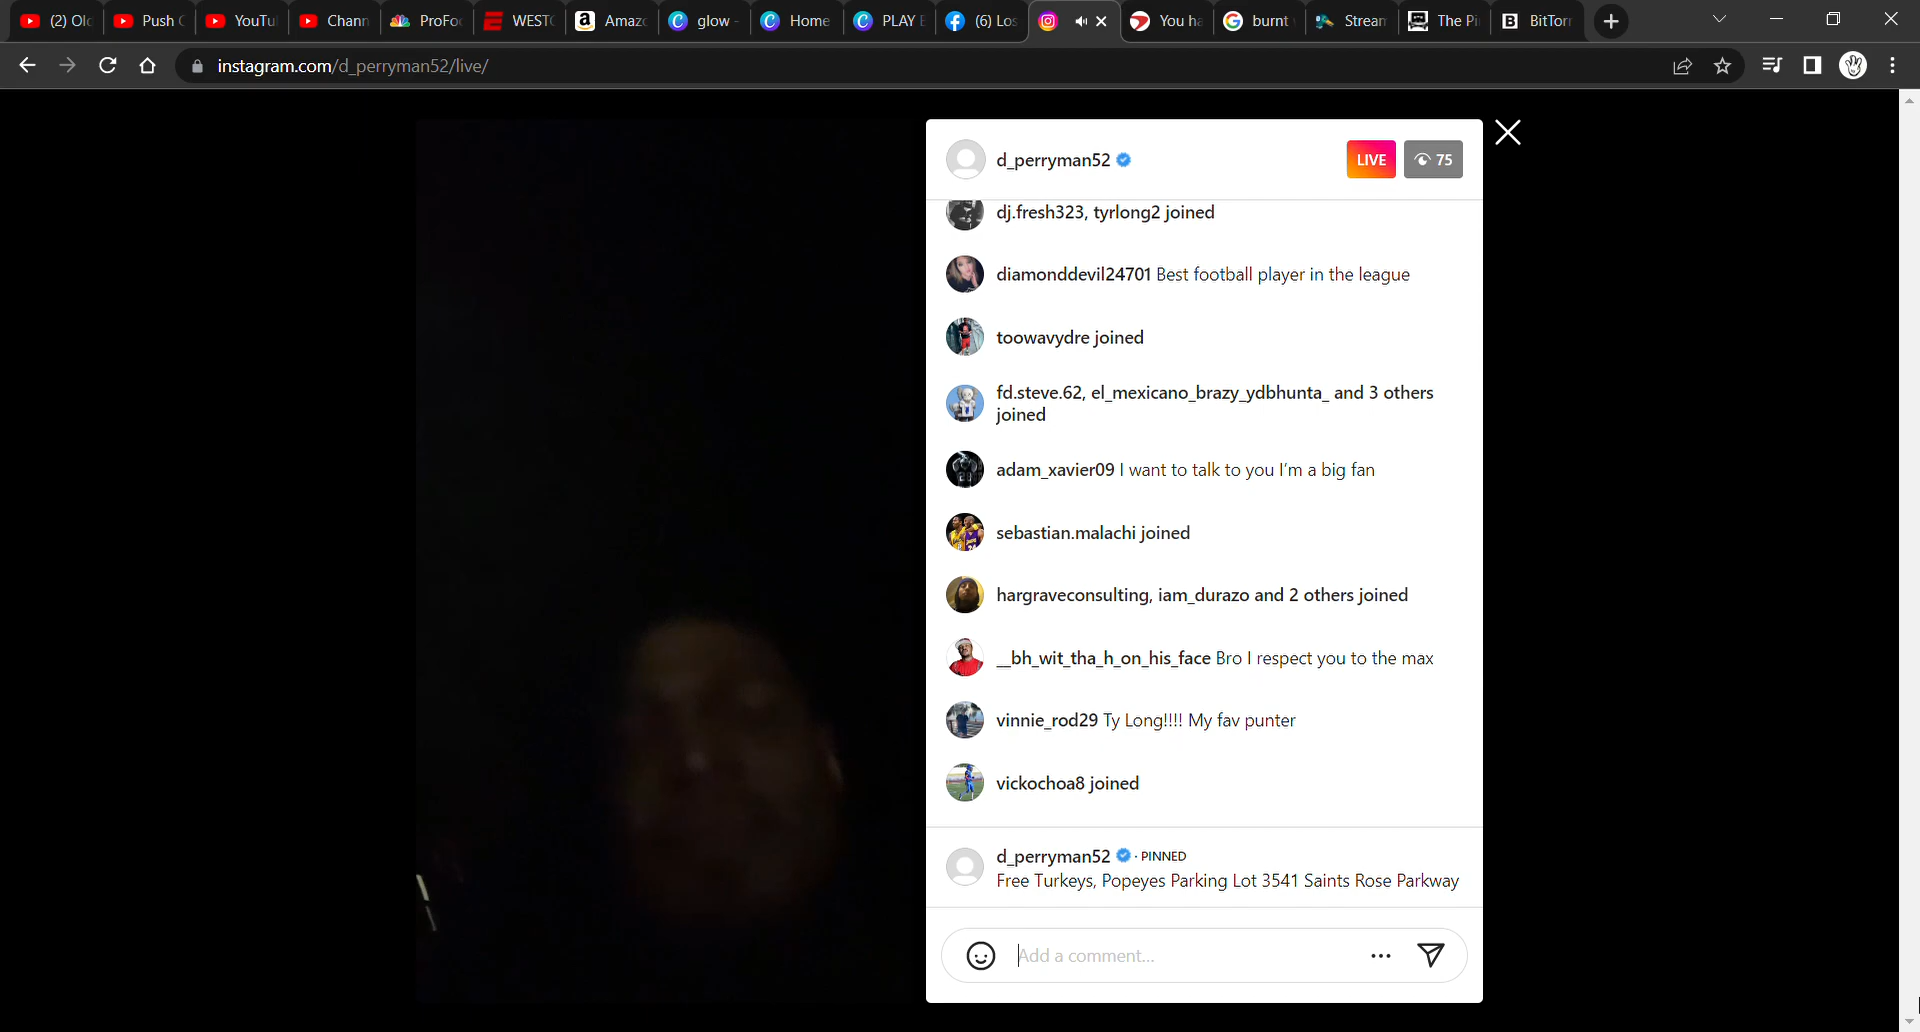 (2) Ol
Push
YouTu
Chann
ProFo
WEST
Amaz
glow
Home
PLAY
(6) Los
You ha
burnt
Stream
The Pi
BitTor
instagram.com/d_perryman52/live/
d_perryman52
LIVE
75
dj.fresh323, tyrlong2 joined
diamonddevil24701 Best football player in the league
toowavydre joined
fd.steve.62, el_mexicano_brazy_ydbhunta_ and 3 others
joined
adam_xavier09 I want to talk to you I'm a big fan
sebastian.malachi joined
hargraveconsulting, iam_durazo and 2 others joined
__bh_wit_tha_h_on_his_face Bro I respect you to the max
vinnie_rod29 Ty Long!!!! My fav punter
vickochoa8 joined
d_perryman52 · PINNED
Free Turkeys, Popeyes Parking Lot 3541 Saints Rose Parkway
Add a comment...